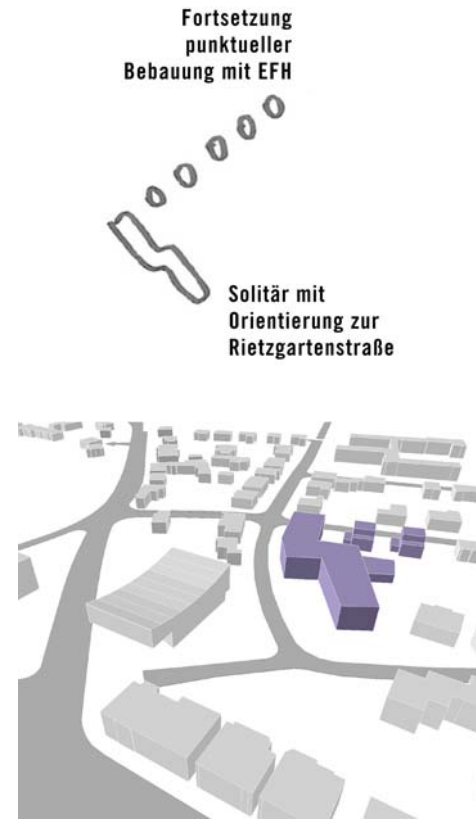 Fortsetzung
punktueller
Bebauung mit EFH
Solitär mit
Orientierung zur
Rietzgartenstraße